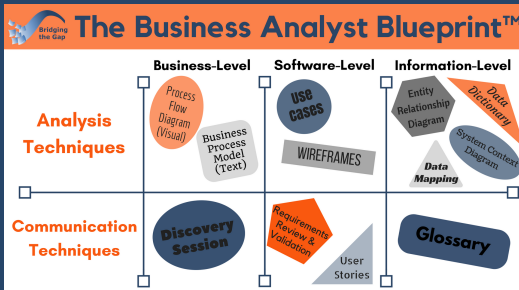 Bridging
the Gap
The Business Analyst Blueprint™
Business-Level
Software-Level
Information-Level
Analysis
Techniques
Process
Flow
Diagram
(Visual)
Business
Process
Model
(Text)
use
cases
WIREFRAMES
Entity
Relationship
Diagram
Data
Dictionary
System Context
Diagram
Data
Mapping
Communication
Techniques
Discovery
Session
Requirements
Review &
Validation
User
Stories
Glossary